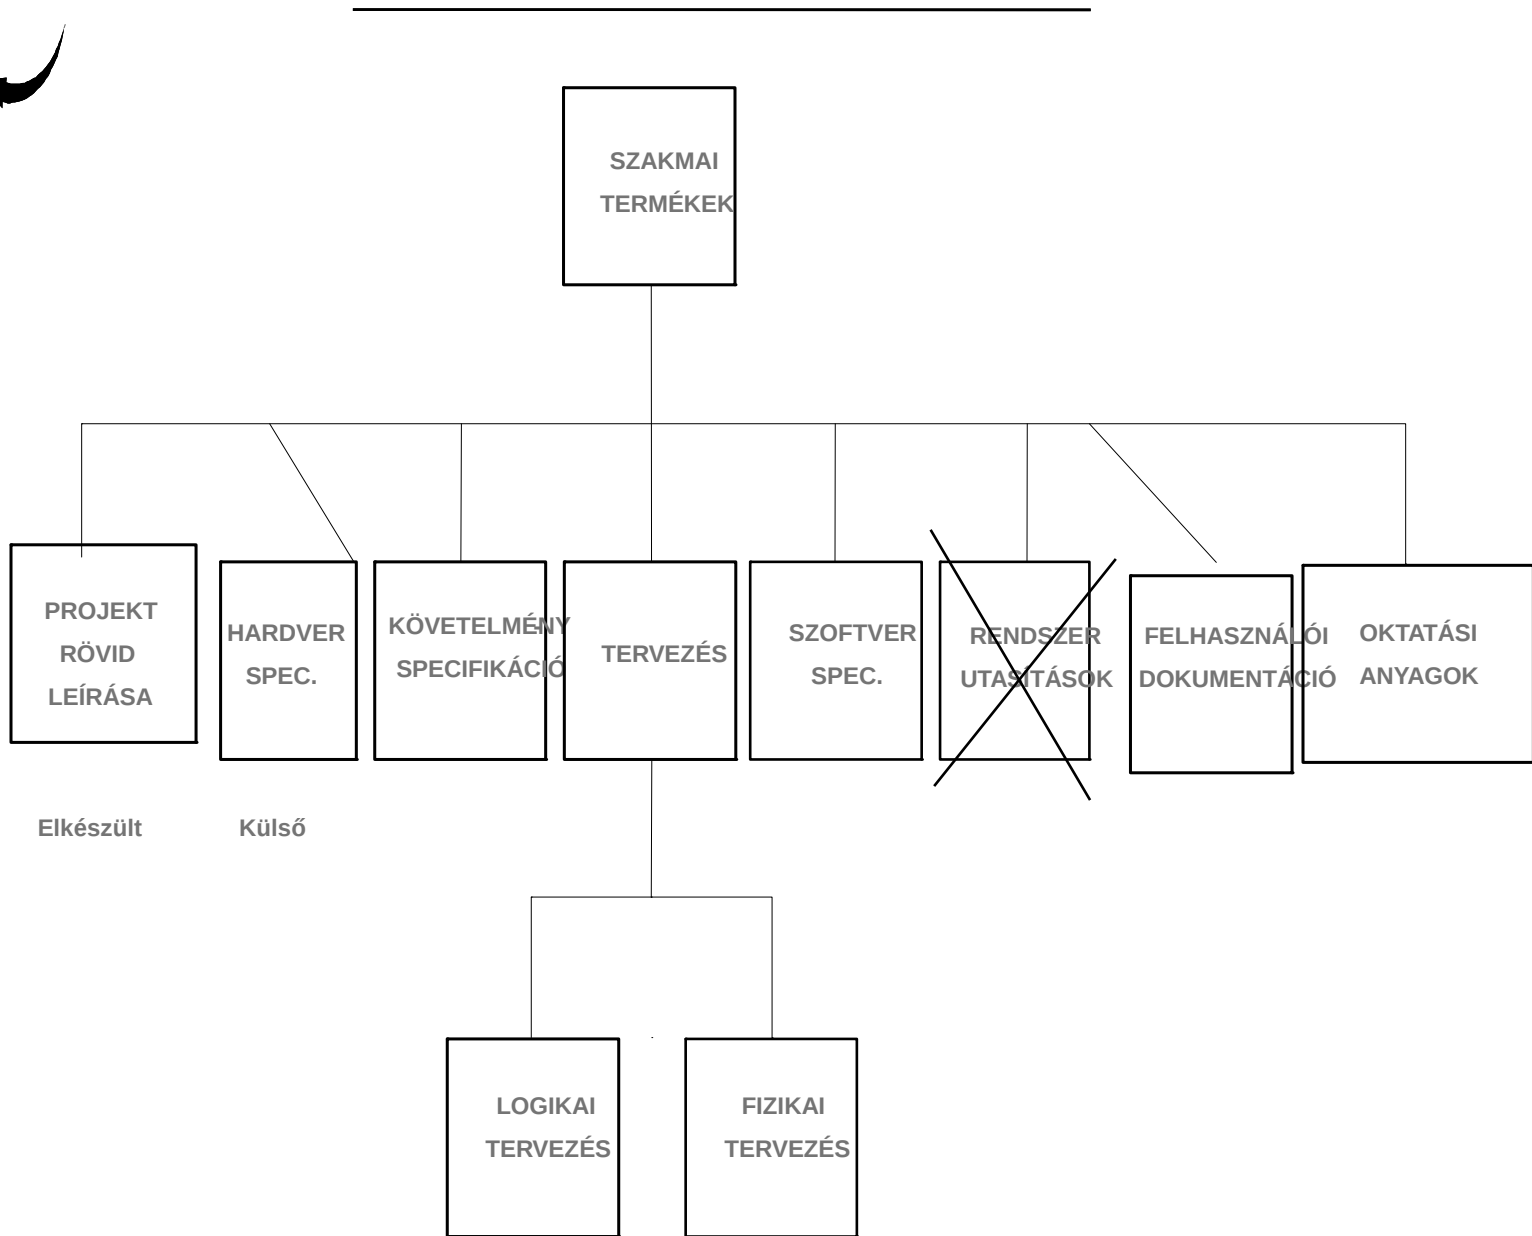 SZAKMAI
TERMÉKEK
PROJEKT
RÖVID
LEÍRÁSA
HARDVER
SPEC.
KÖVETELMÉNY
SPECIFIKÁCIÓ
TERVEZÉS
SZOFTVER
SPEC.
RENDSZER
UTASÍTÁSOK
FELHASZNÁLÓI
DOKUMENTÁCIÓ
OKTATÁSI
ANYAGOK
Elkészült
Külső
LOGIKAI
TERVEZÉS
FIZIKAI
TERVEZÉS